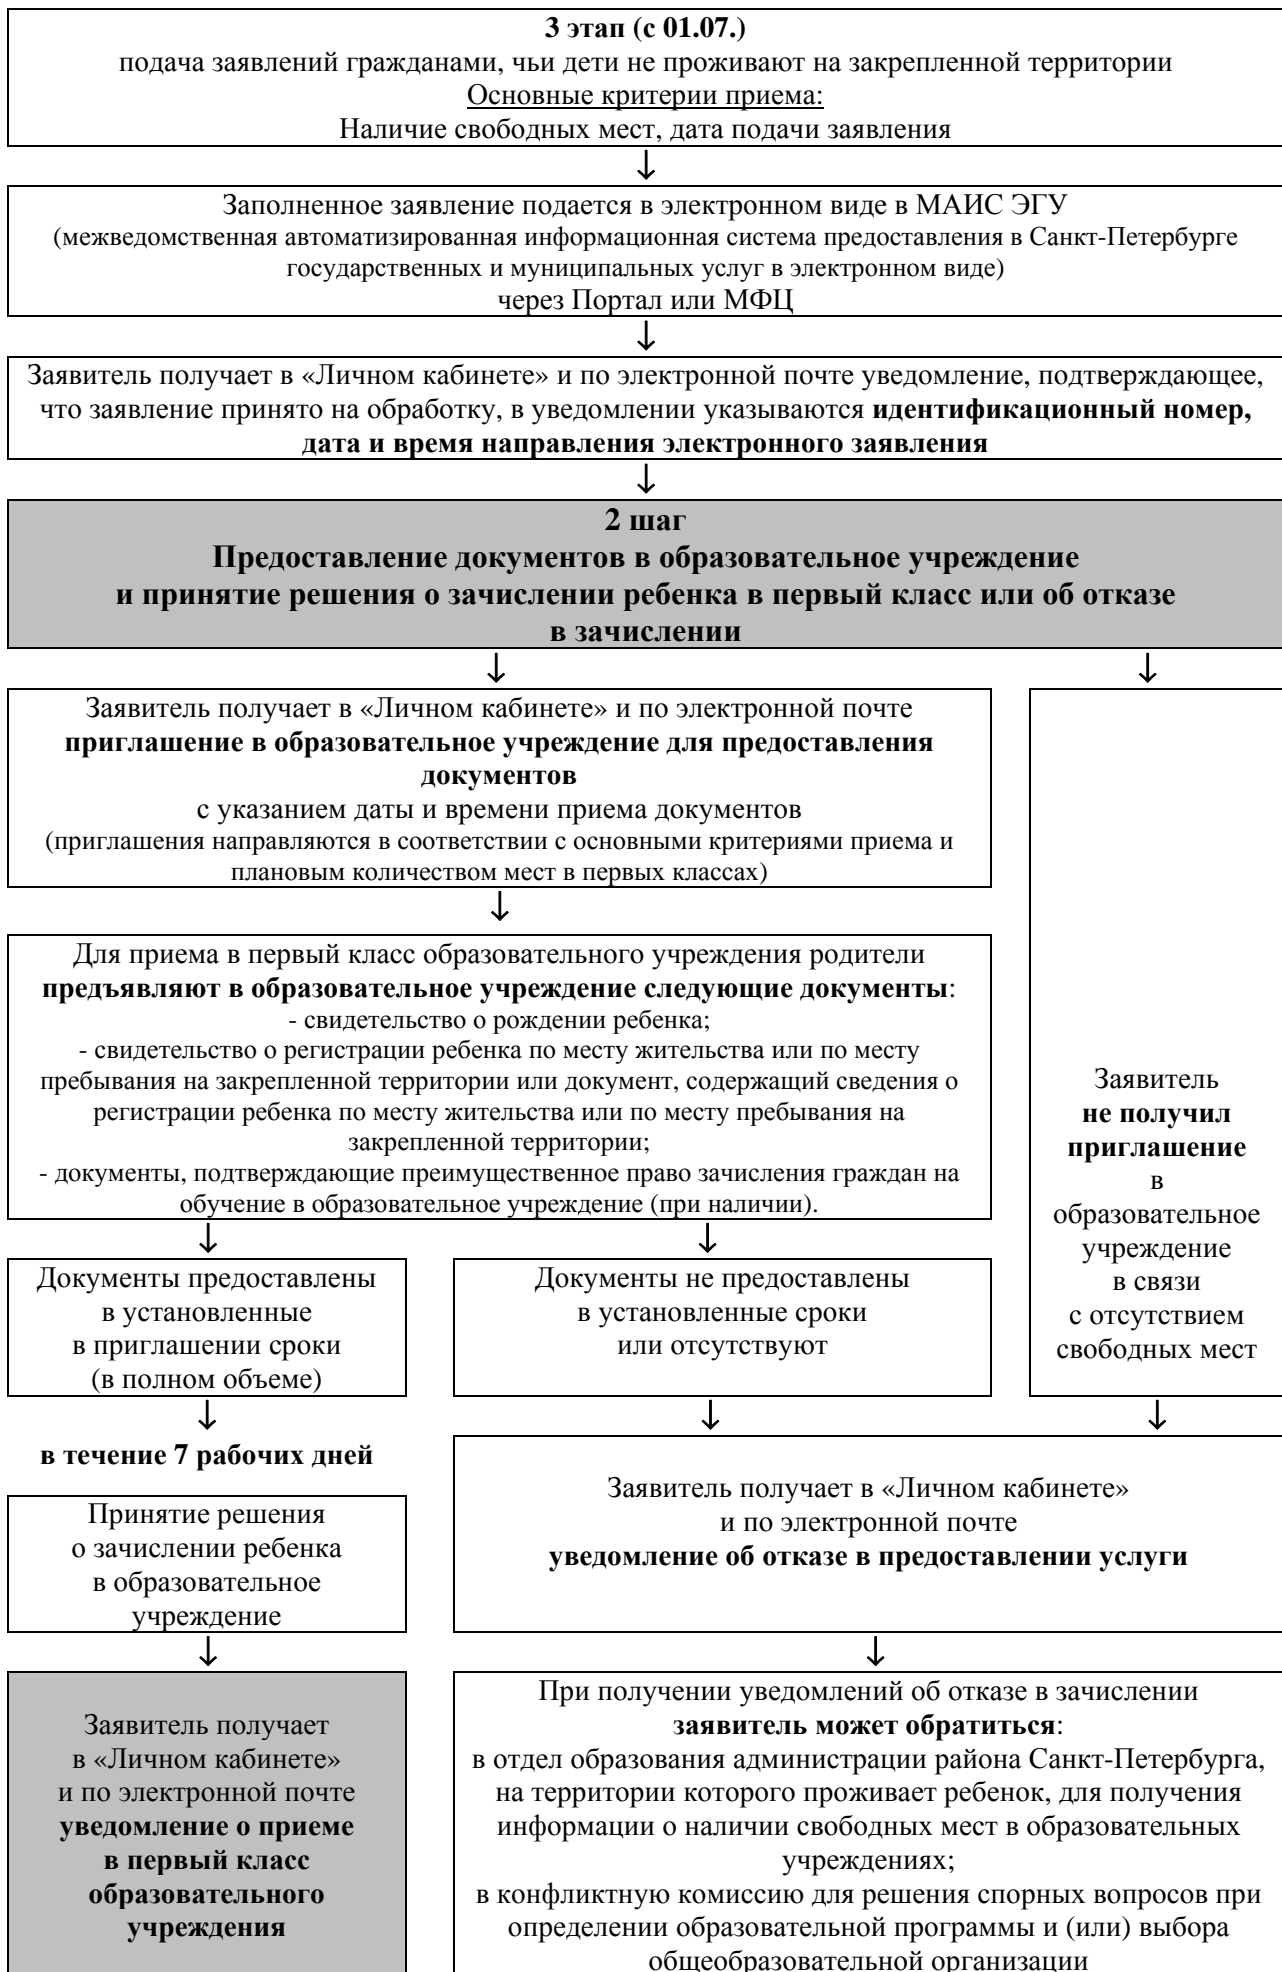 3 этап (с 01.07.)
подача заявлений гражданами, чьи дети не проживают на закрепленной территории
Основные критерии приема:
Наличие свободных мест, дата подачи заявления
↓
Заполненное заявление подается в электронном виде в МАИС ЭГУ
(межведомственная автоматизированная информационная система предоставления в Санкт-Петербурге
государственных и муниципальных услуг в электронном виде)
через Портал или МФЦ
↓
Заявитель получает в «Личном кабинете» и по электронной почте уведомление, подтверждающее,
что заявление принято на обработку, в уведомлении указываются идентификационный номер,
дата и время направления электронного заявления
↓
2 шаг
Предоставление документов в образовательное учреждение
и принятие решения о зачислении ребенка в первый класс или об отказе
в зачислении
↓ ↓
Заявитель получает в «Личном кабинете» и по электронной почте
приглашение в образовательное учреждение для предоставления
документов
с указанием даты и времени приема документов
(приглашения направляются в соответствии с основными критериями приема и
плановым количеством мест в первых классах)
↓
Для приема в первый класс образовательного учреждения родители
предъявляют в образовательное учреждение следующие документы:
- свидетельство о рождении ребенка;
- свидетельство о регистрации ребенка по месту жительства или по месту
пребывания на закрепленной территории или документ, содержащий сведения о
регистрации ребенка по месту жительства или по месту пребывания на
закрепленной территории;
- документы, подтверждающие преимущественное право зачисления граждан на
обучение в образовательное учреждение (при наличии).
Заявитель
не получил
приглашение
в
образовательное
учреждение
в связи
с отсутствием
свободных мест
↓ ↓
Документы предоставлены
в установленные
в приглашении сроки
(в полном объеме)
Документы не предоставлены
в установленные сроки
или отсутствуют
↓ ↓ ↓
в течение 7 рабочих дней
Принятие решения
о зачислении ребенка
в образовательное
учреждение
Заявитель получает в «Личном кабинете»
и по электронной почте
уведомление об отказе в предоставлении услуги
↓ ↓
Заявитель получает
в «Личном кабинете»
и по электронной почте
уведомление о приеме
в первый класс
образовательного
учреждения
При получении уведомлений об отказе в зачислении
заявитель может обратиться:
в отдел образования администрации района Санкт-Петербурга,
на территории которого проживает ребенок, для получения
информации о наличии свободных мест в образовательных
учреждениях;
в конфликтную комиссию для решения спорных вопросов при
определении образовательной программы и (или) выбора
общеобразовательной организации